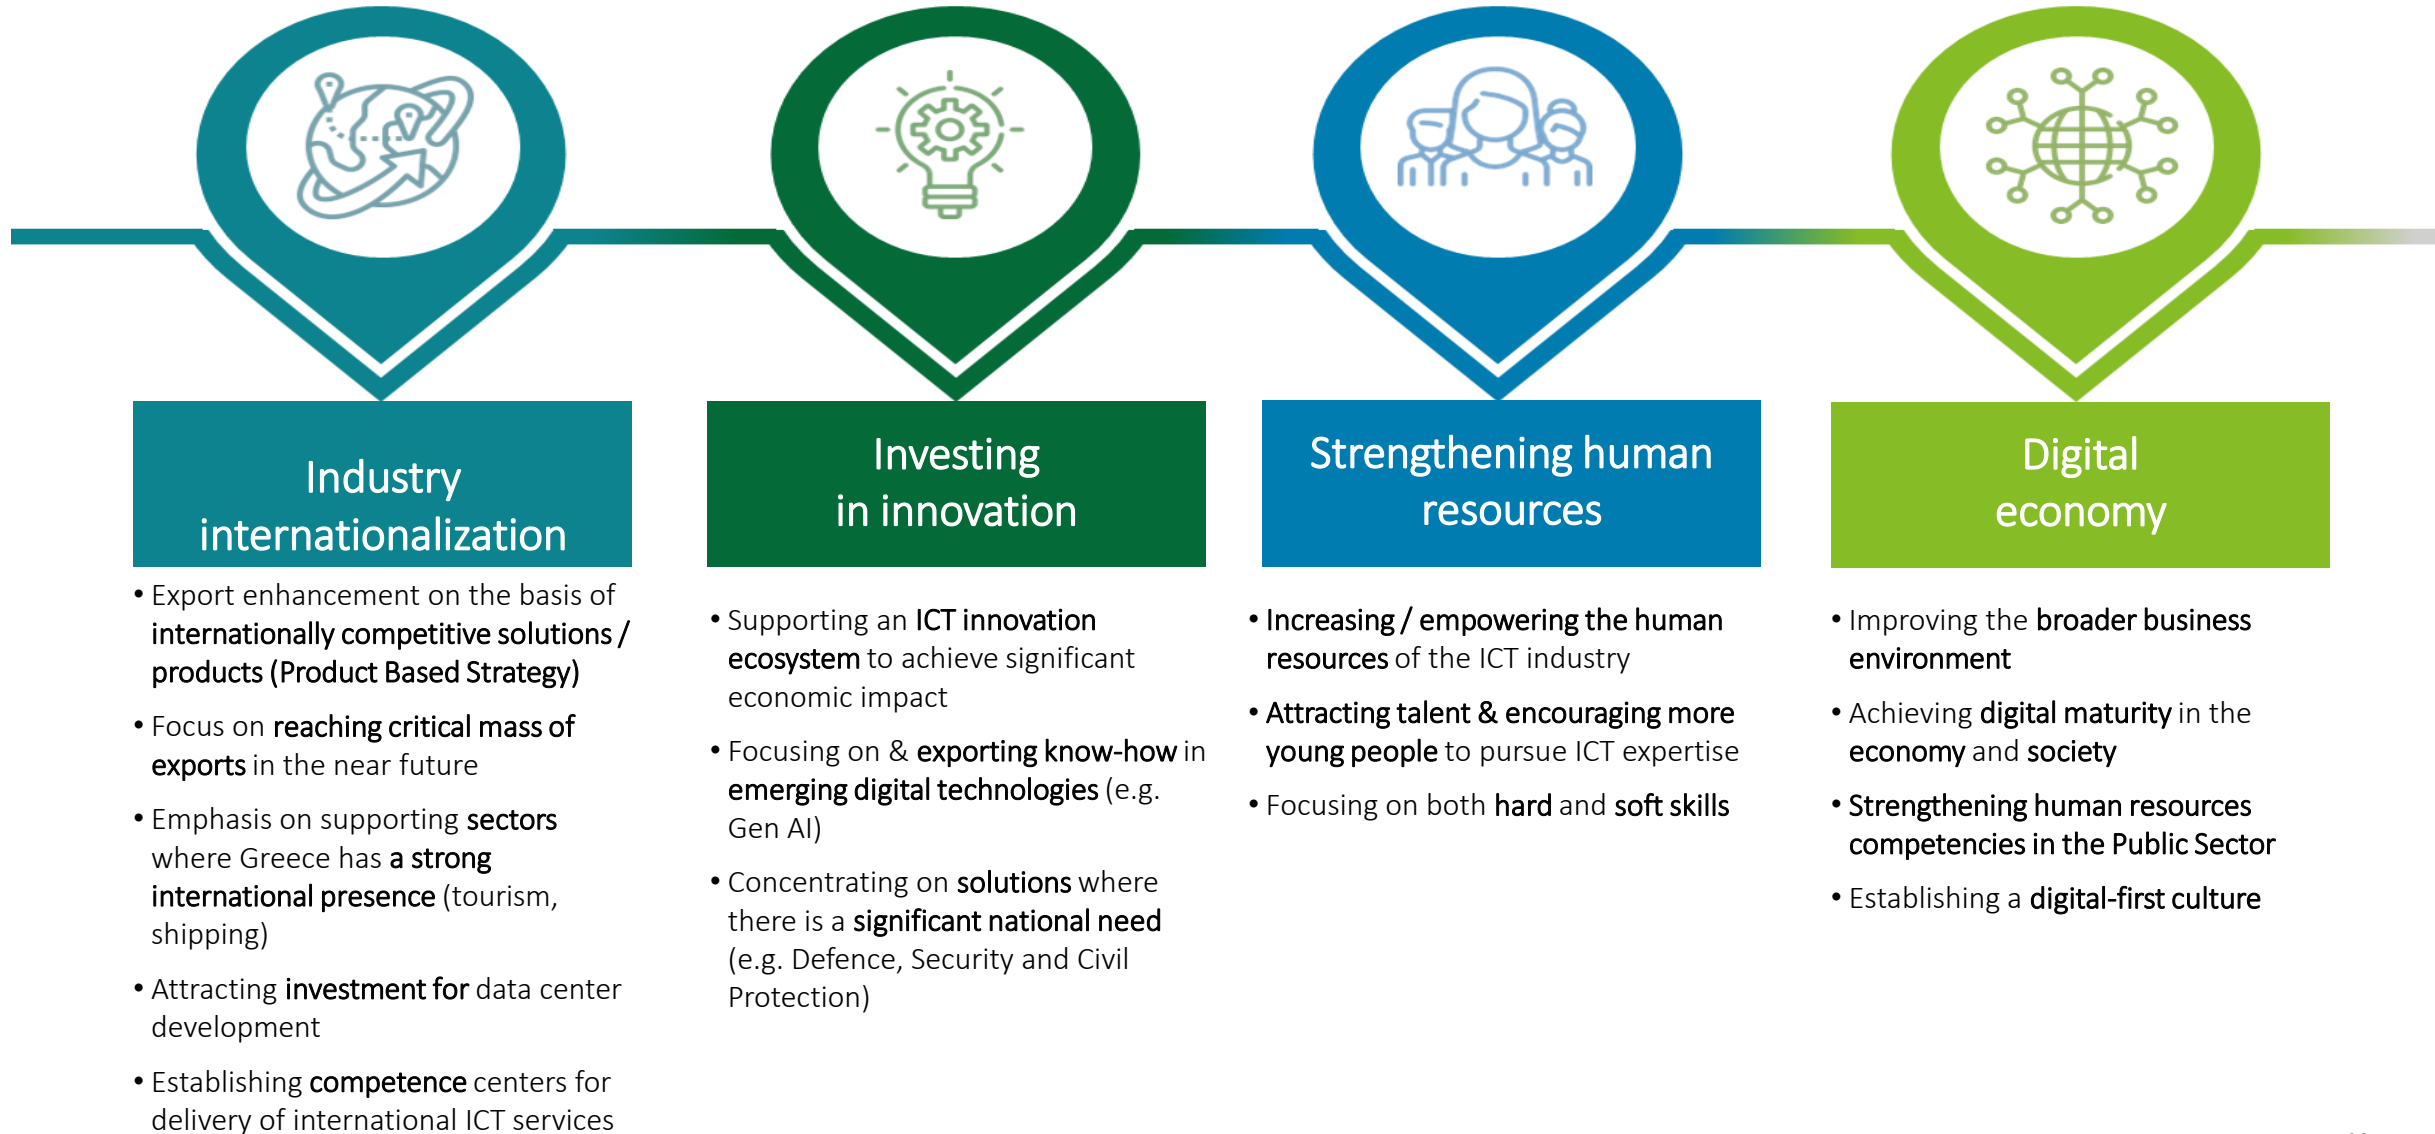 Industry
internationalization
• Export enhancement on the basis of
internationally competitive solutions /
products (Product Based Strategy)
• Focus on reaching critical mass of
exports in the near future
• Emphasis on supporting sectors
where Greece has a strong
international presence (tourism,
shipping)
• Attracting investment for data center
development
• Establishing competence centers for
delivery of international ICT services
Investing
in innovation
• Supporting an ICT innovation
ecosystem to achieve significant
economic impact
• Focusing on & exporting know-how in
emerging digital technologies (e.g.
Gen AI)
• Concentrating on solutions where
there is a significant national need
(e.g. Defence, Security and Civil
Protection)
Strengthening human
resources
• Increasing / empowering the human
resources of the ICT industry
• Attracting talent & encouraging more
young people to pursue ICT expertise
• Focusing on both hard and soft skills
Digital
economy
• Improving the broader business
environment
• Achieving digital maturity in the
economy and society
• Strengthening human resources
competencies in the Public Sector
• Establishing a digital-first culture